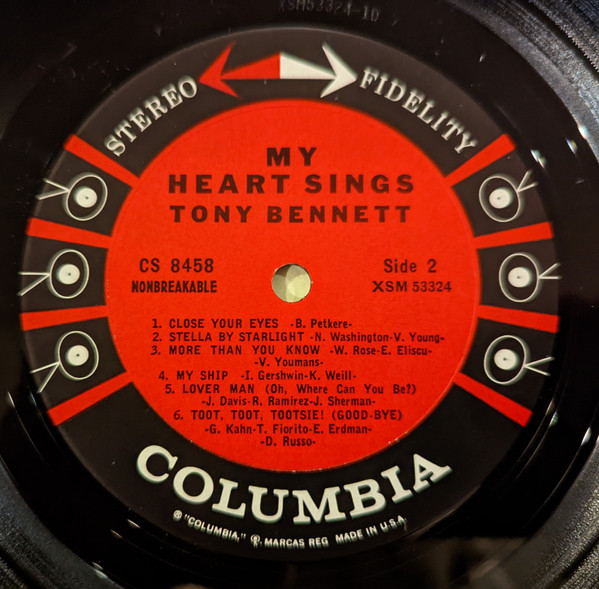 XSM53324-1D
STEREO FIDELITY
MY
HEART SINGS
TONY BENNETT
CS 8458
NONBREAKABLE
Side 2
XSM 53324
1. CLOSE YOUR EYES -B. Petkere-
2. STELLA BY STARLIGHT -N. Washington-V. Young-
3. MORE THAN YOU KNOW -W. Rose-E. Eliscu-
-V. Youmans-
4. MY SHIP -I. Gershwin-K. Weill-
5. LOVER MAN (Oh, Where Can You Be?)
-J. Davis-R. Ramirez-J. Sherman-
6. TOOT, TOOT, TOOTSIE! (GOOD-BYE)
-G. Kahn-T. Fiorito-E. Erdman-
-D. Russo-
COLUMBIA
® "COLUMBIA," MARCAS REG MADE IN U.S.A